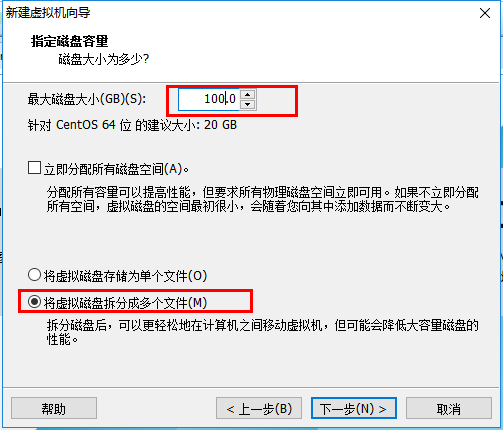 新建虚拟机向导
指定磁盘容量
磁盘大小为多少?
最大磁盘大小(GB)(S): 100.0
针对 CentOS 64 位 的建议大小: 20 GB
立即分配所有磁盘空间(A)。
分配所有容量可以提高性能，但要求所有物理磁盘空间立即可用。如果不立即分配
所有空间，虚拟磁盘的空间最初很小，会随着您向其中添加数据而不断变大。
将虚拟磁盘存储为单个文件(O)
将虚拟磁盘拆分成多个文件(M)
拆分磁盘后，可以更轻松地在计算机之间移动虚拟机，但可能会降低大容量磁盘的
性能。
帮助 < 上一步(B) 下一步(N) > 取消